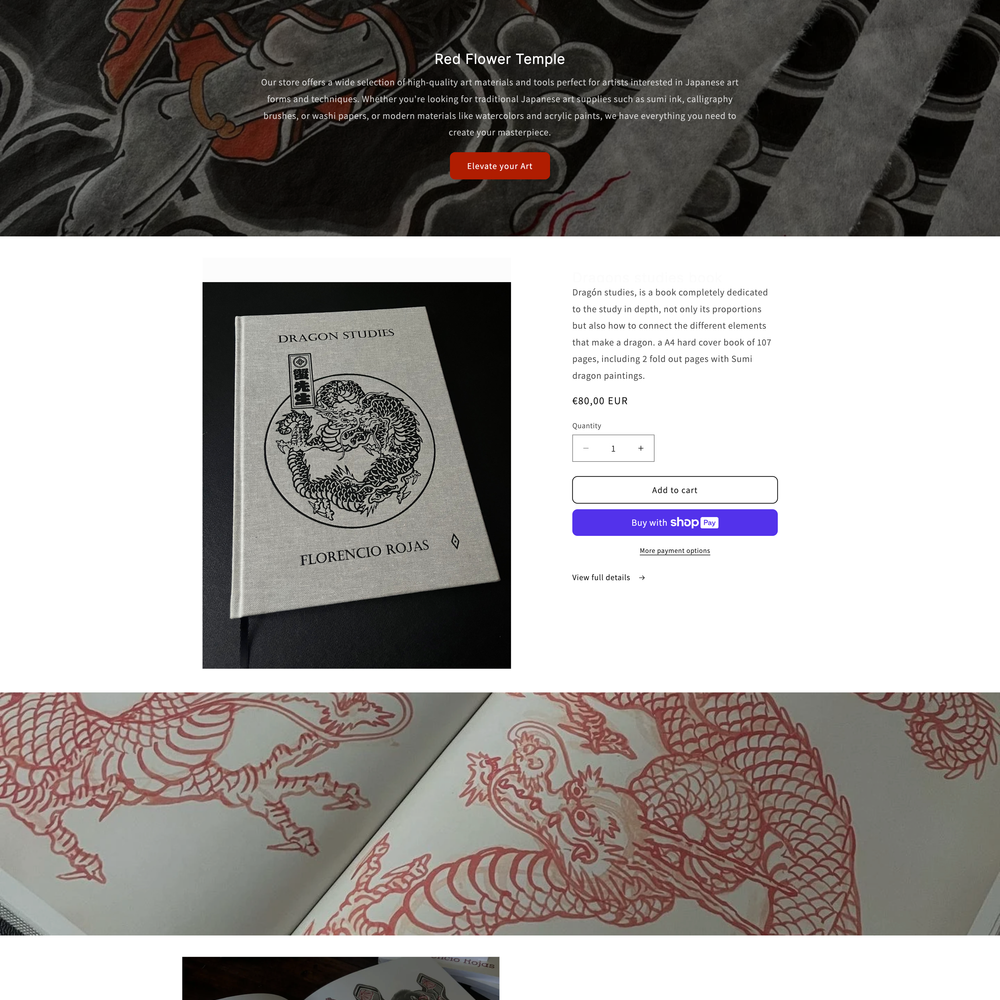 Red Flower Temple
Our store offers a wide selection of high-quality art materials and tools perfect for artists interested in Japanese art
forms and techniques. Whether you're looking for traditional Japanese art supplies such as sumi ink, calligraphy
brushes, or washi papers, or modern materials like watercolors and acrylic paints, we have everything you need to
create your masterpiece.
Elevate your Art
DRAGON STUDIES
FLORENCIO ROJAS
Dragón studies, is a book completely dedicated
to the study in depth, not only its proportions
but also how to connect the different elements
that make a dragon. a A4 hard cover book of 107
pages, including 2 fold out pages with Sumi
dragon paintings.
€80,00 EUR
Quantity
− 1 +
Add to cart
Buy with shop Pay
More payment options
View full details →
Rojas